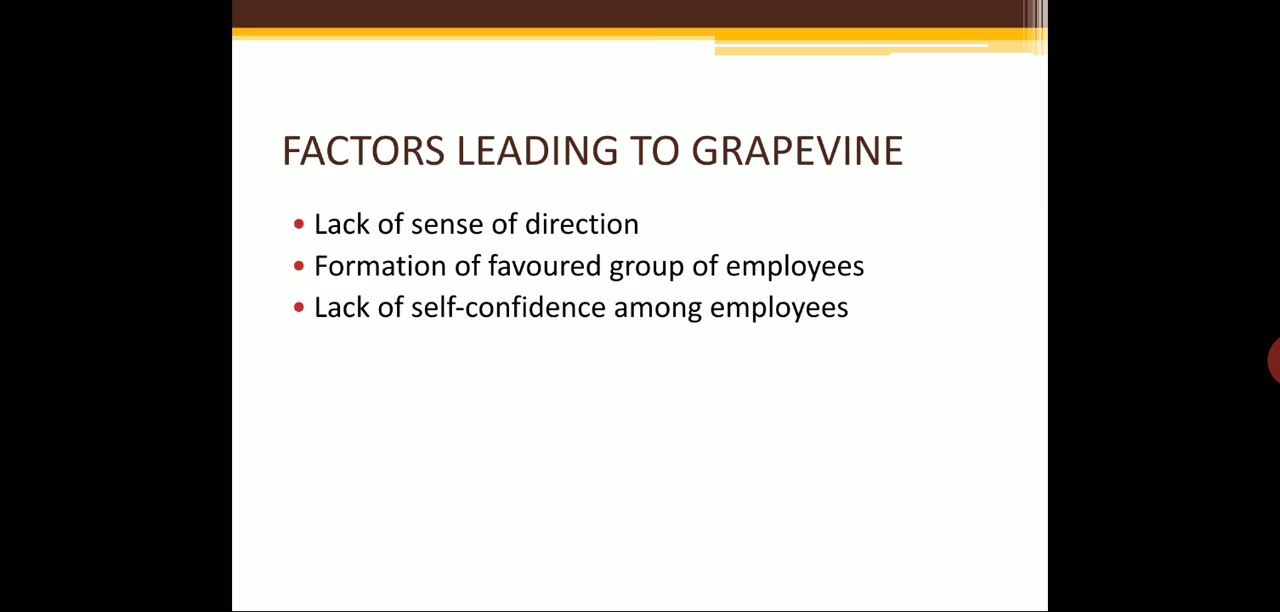 FACTORS LEADING TO GRAPEVINE
• Lack of sense of direction
• Formation of favoured group of employees
• Lack of self-confidence among employees